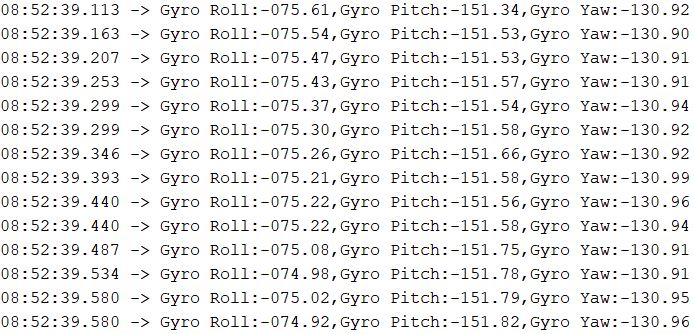 08:52:39.113 -> Gyro Roll:-075.61,Gyro Pitch:-151.34,Gyro Yaw:-130.92
08:52:39.163 -> Gyro Roll:-075.54,Gyro Pitch:-151.53,Gyro Yaw:-130.90
08:52:39.207 -> Gyro Roll:-075.47,Gyro Pitch:-151.53,Gyro Yaw:-130.91
08:52:39.253 -> Gyro Roll:-075.43,Gyro Pitch:-151.57,Gyro Yaw:-130.91
08:52:39.299 -> Gyro Roll:-075.37,Gyro Pitch:-151.54,Gyro Yaw:-130.94
08:52:39.299 -> Gyro Roll:-075.30,Gyro Pitch:-151.58,Gyro Yaw:-130.92
08:52:39.346 -> Gyro Roll:-075.26,Gyro Pitch:-151.66,Gyro Yaw:-130.92
08:52:39.393 -> Gyro Roll:-075.21,Gyro Pitch:-151.58,Gyro Yaw:-130.99
08:52:39.440 -> Gyro Roll:-075.22,Gyro Pitch:-151.56,Gyro Yaw:-130.96
08:52:39.440 -> Gyro Roll:-075.22,Gyro Pitch:-151.58,Gyro Yaw:-130.94
08:52:39.487 -> Gyro Roll:-075.08,Gyro Pitch:-151.75,Gyro Yaw:-130.91
08:52:39.534 -> Gyro Roll:-074.98,Gyro Pitch:-151.78,Gyro Yaw:-130.91
08:52:39.580 -> Gyro Roll:-075.02,Gyro Pitch:-151.79,Gyro Yaw:-130.95
08:52:39.580 -> Gyro Roll:-074.92,Gyro Pitch:-151.82,Gyro Yaw:-130.96